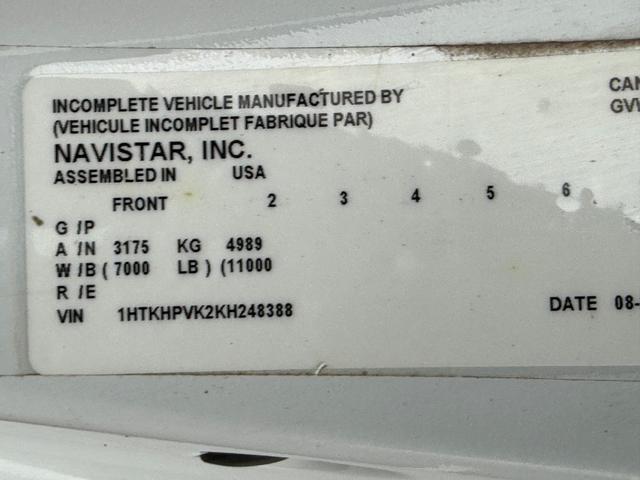 INCOMPLETE VEHICLE MANUFACTURED BY
(VEHICULE INCOMPLET FABRIQUE PAR)
NAVISTAR, INC.
ASSEMBLED IN USA
CAN
GV
FRONT 2 3 4 5 6
G /P
A /N 3175 KG 4989
W/B ( 7000 LB ) (11000
R /E
VIN 1HTKHPVK2KH248388
DATE 08-